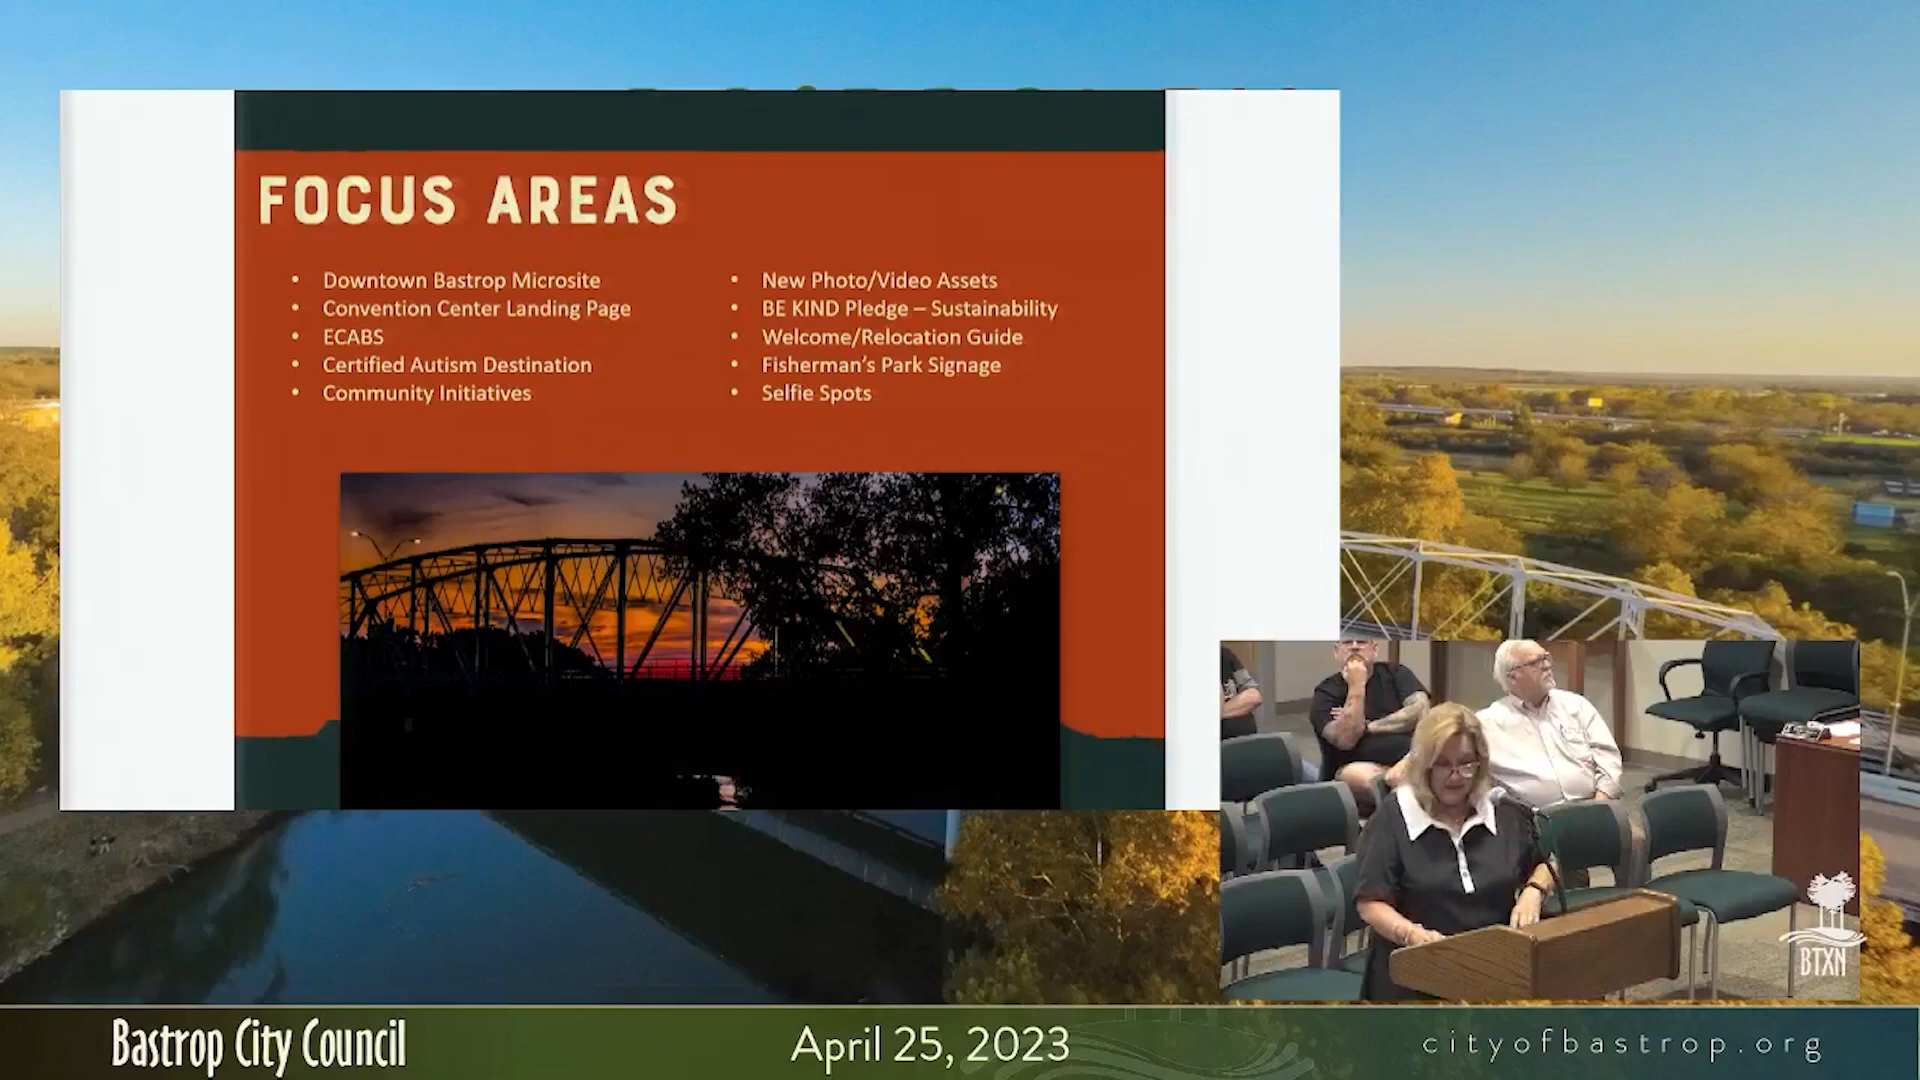 FOCUS AREAS
• Downtown Bastrop Microsite
• Convention Center Landing Page
• ECABS
• Certified Autism Destination
• Community Initiatives
• New Photo/Video Assets
• BE KIND Pledge – Sustainability
• Welcome/Relocation Guide
• Fisherman's Park Signage
• Selfie Spots
BTXN
Bastrop City Council
April 25, 2023
cityofbastrop.org